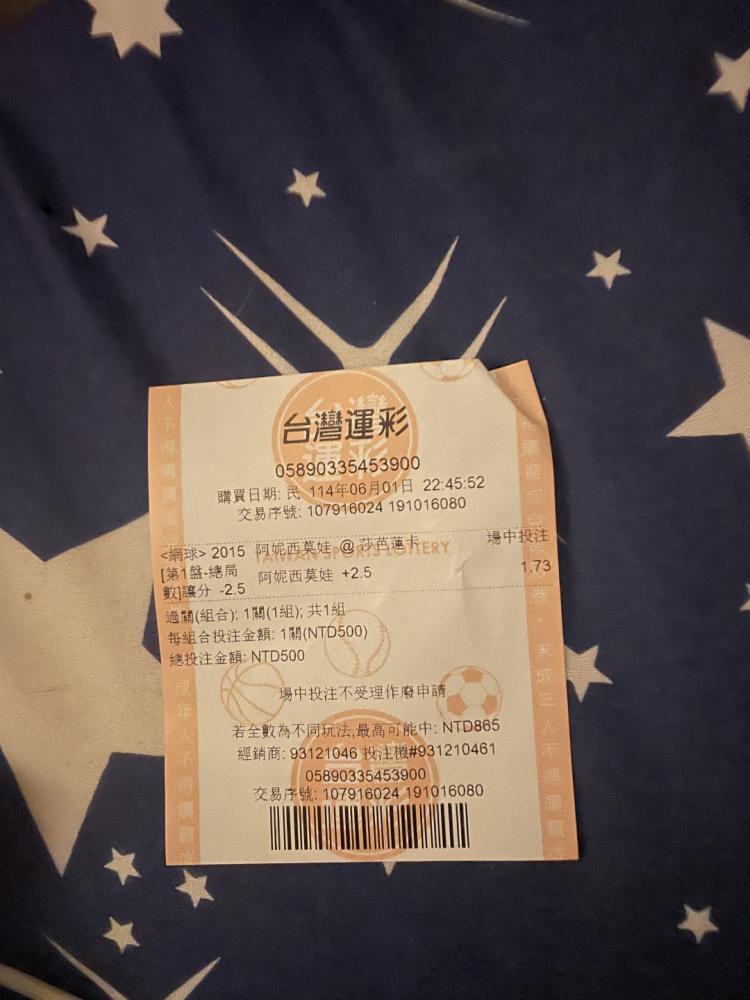 台灣運彩
05890335453900
購買日期: 民 114年06月01日 22:45:52
交易序號: 107916024 191016080
<網球> 2015 阿妮西莫娃 @ 莎芭蓮卡 場中投注
TAIWAN SPORTS LOTTERY
[第1盤-總局 阿妮西莫娃 +2.5 1.73
數]讓分 -2.5
過關(組合): 1關(1組); 共1組
每組合投注金額: 1關(NTD500)
總投注金額: NTD500
場中投注不受理作廢申請
若全數為不同玩法,最高可能中: NTD865
經銷商: 93121046 投注機#931210461
05890335453900
交易序號: 107916024 191016080